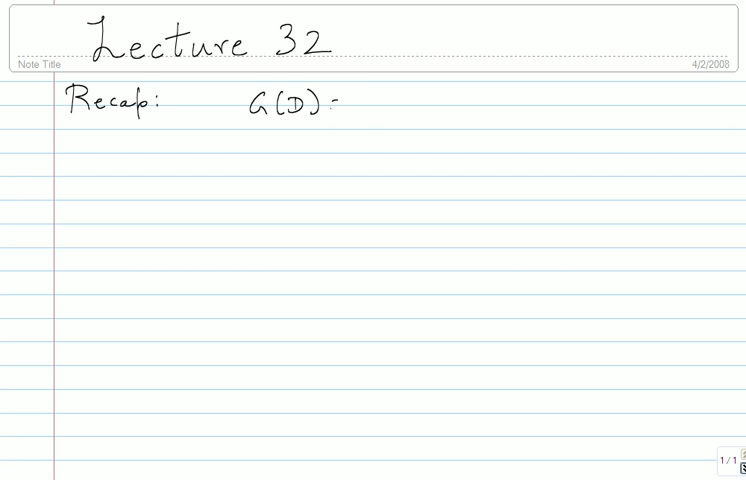 Lecture 32
Note Title
4/2/2008
Recap: G(D) =
1 / 1